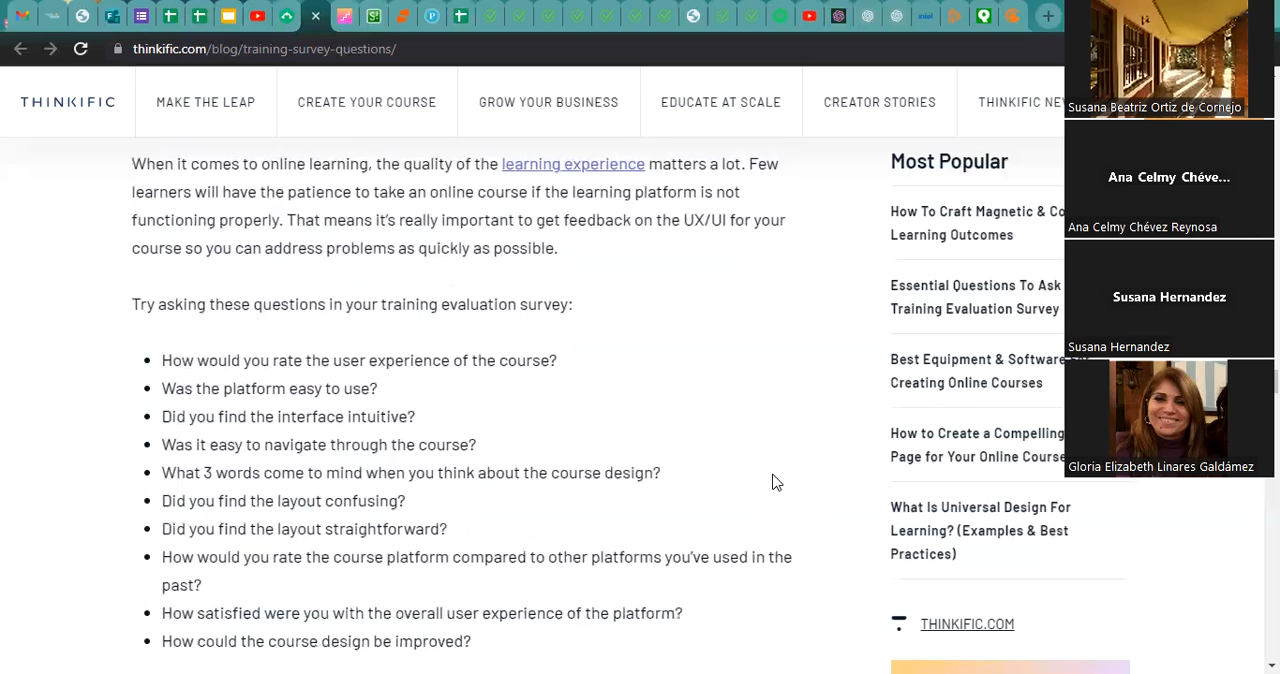 thinkific.com/blog/training-survey-questions/
THINKIFIC
MAKE THE LEAP
CREATE YOUR COURSE
GROW YOUR BUSINESS
EDUCATE AT SCALE
CREATOR STORIES
THINKIFIC
When it comes to online learning, the quality of the learning experience matters a lot. Few
learners will have the patience to take an online course if the learning platform is not
functioning properly. That means it's really important to get feedback on the UX/UI for your
course so you can address problems as quickly as possible.
Try asking these questions in your training evaluation survey:
• How would you rate the user experience of the course?
• Was the platform easy to use?
• Did you find the interface intuitive?
• Was it easy to navigate through the course?
• What 3 words come to mind when you think about the course design?
• Did you find the layout confusing?
• Did you find the layout straightforward?
• How would you rate the course platform compared to other platforms you've used in the
past?
• How satisfied were you with the overall user experience of the platform?
• How could the course design be improved?
Most Popular
How To Craft Magnetic &
Learning Outcomes
Essential Questions To Ask
Training Evaluation Survey
Best Equipment & Software
Creating Online Courses
How to Create a Compelling
Page for Your Online Course
What Is Universal Design For
Learning? (Examples & Best
Practices)
THINKIFIC.COM
Susana Beatriz Ortiz de Cornejo
Ana Celmy Chéve...
Ana Celmy Chévez Reynosa
Susana Hernandez
Susana Hernandez
Gloria Elizabeth Linares Galdámez